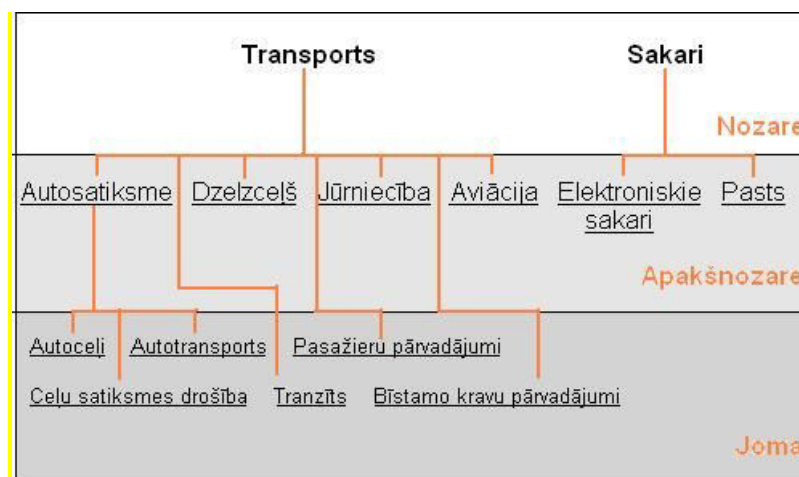 Transports Sakari
Nozare
Autosatiksme Dzelzceļš Jūrniecība Aviācija Elektroniskie sakari Pasts
Apakšnozare
Autoceļi Autotransports Pasažieru pārvadājumi
Ceļu satiksmes drošība Tranzīts Bīstamo kravu pārvadājumi
Joma